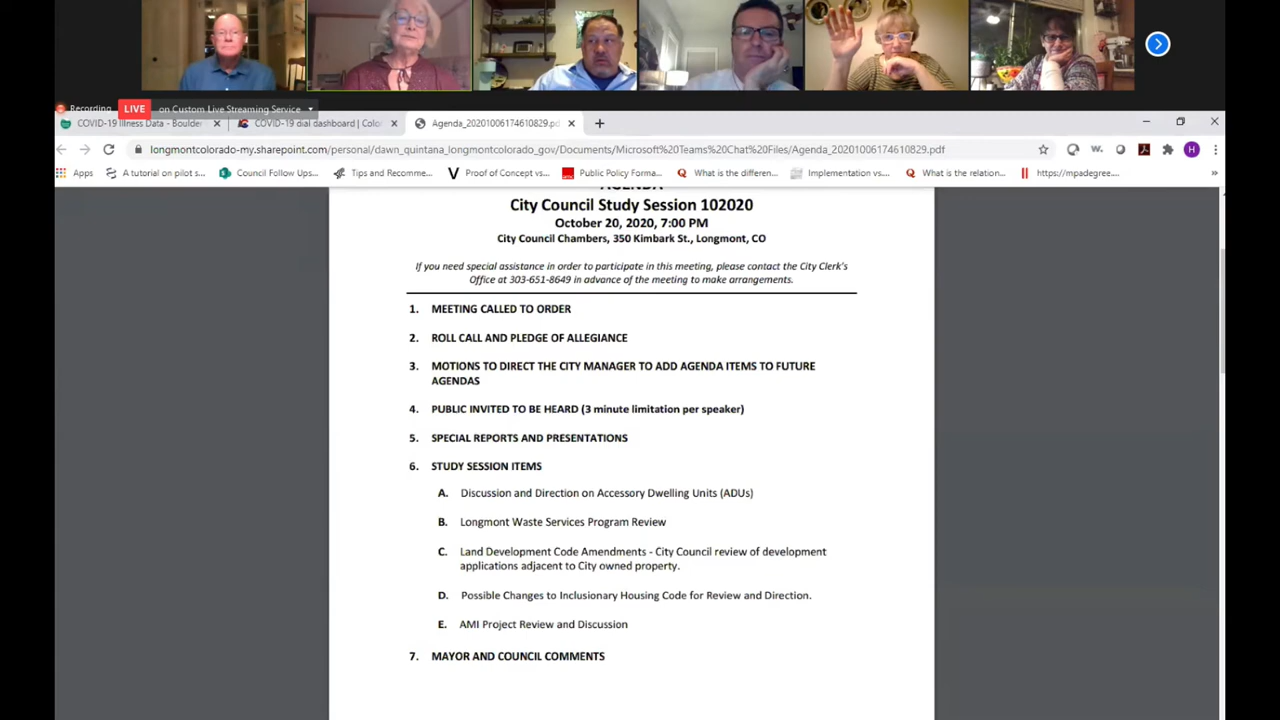 Recording
LIVE
on Custom Live Streaming Service
COVID-19 Illness Data - Boulder
COVID-19 dial dashboard | Colo
Agenda_20201006174610829.pd
longmontcolorado-my.sharepoint.com/personal/dawn_quintana_longmontcolorado_gov/Documents/Microsoft%20Teams%20Chat%20Files/Agenda_20201006174610829.pdf
W.
H
Apps
A tutorial on pilot s...
Council Follow Ups...
Tips and Recomme...
Proof of Concept vs...
Public Policy Forma...
What is the differen...
Implementation vs...
What is the relation...
https://mpadegree....
»
AGENDA
City Council Study Session 102020
October 20, 2020, 7:00 PM
City Council Chambers, 350 Kimbark St., Longmont, CO
If you need special assistance in order to participate in this meeting, please contact the City Clerk's
Office at 303-651-8649 in advance of the meeting to make arrangements.
1. MEETING CALLED TO ORDER
2. ROLL CALL AND PLEDGE OF ALLEGIANCE
3. MOTIONS TO DIRECT THE CITY MANAGER TO ADD AGENDA ITEMS TO FUTURE
AGENDAS
4. PUBLIC INVITED TO BE HEARD (3 minute limitation per speaker)
5. SPECIAL REPORTS AND PRESENTATIONS
6. STUDY SESSION ITEMS
A. Discussion and Direction on Accessory Dwelling Units (ADUs)
B. Longmont Waste Services Program Review
C. Land Development Code Amendments - City Council review of development
applications adjacent to City owned property.
D. Possible Changes to Inclusionary Housing Code for Review and Direction.
E. AMI Project Review and Discussion
7. MAYOR AND COUNCIL COMMENTS